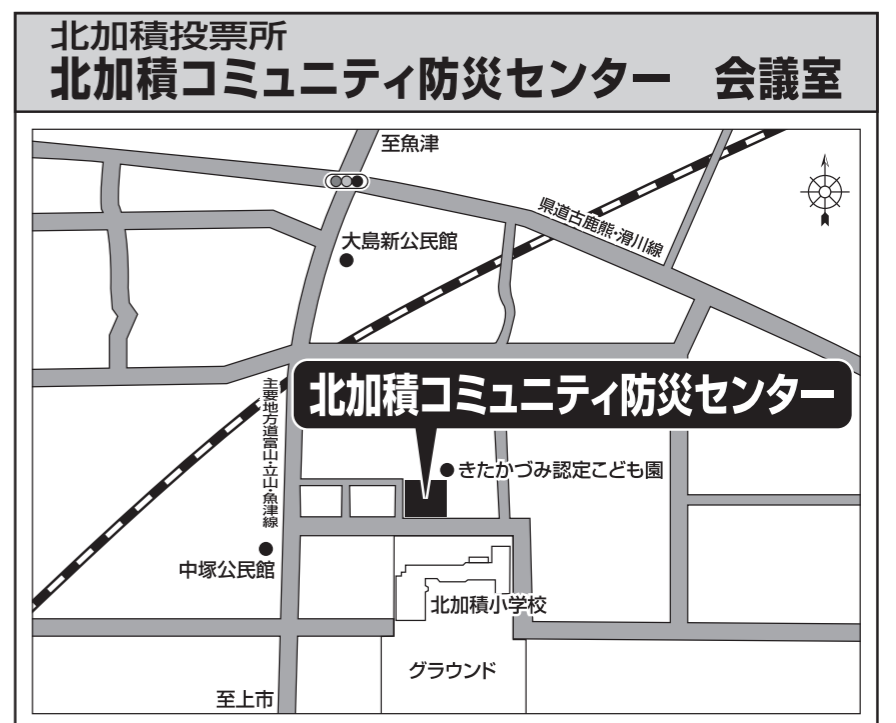 北加積投票所
北加積コミュニティ防災センター　会議室
至魚津
県道古鹿熊・滑川線
大島新公民館
北加積コミュニティ防災センター
主要地方道富山・立山・魚津線
きたかづみ認定こども園
中塚公民館
北加積小学校
グラウンド
至上市